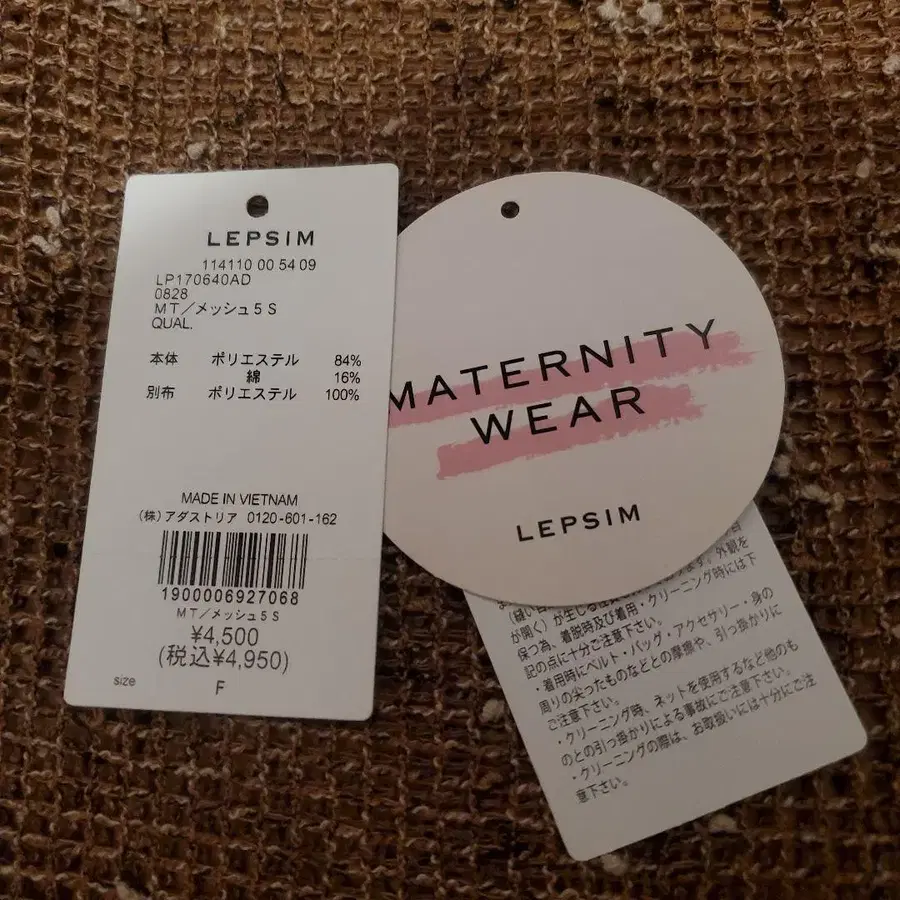 LEPSIM
114110 00 54 09
LP170640AD
0828
MT／メッシュ5S
QUAL.
本体 ポリエステル 84%
綿 16%
別布 ポリエステル 100%
MADE IN VIETNAM
(株)アダストリア 0120-601-162
1900006927068
MT／メッシュ5S
¥4,500
(税込¥4,950)
size F
MATERNITY
WEAR
LEPSIM
外観を
が開く)が生じる
保つ為、着脱時及び着用・クリーニング時には下
記の点に十分ご注意下さい。
・着用時にベルト・バッグ・アクセサリー・身の
周りの尖ったものなどとの摩擦や、引っ掛かりに
ご注意下さい。
・クリーニング時、ネットを使用するなど他のも
のとの引っ掛かりによる事故にご注意下さい。
・クリーニングの際は、お取扱いには十分にご注
意下さい。